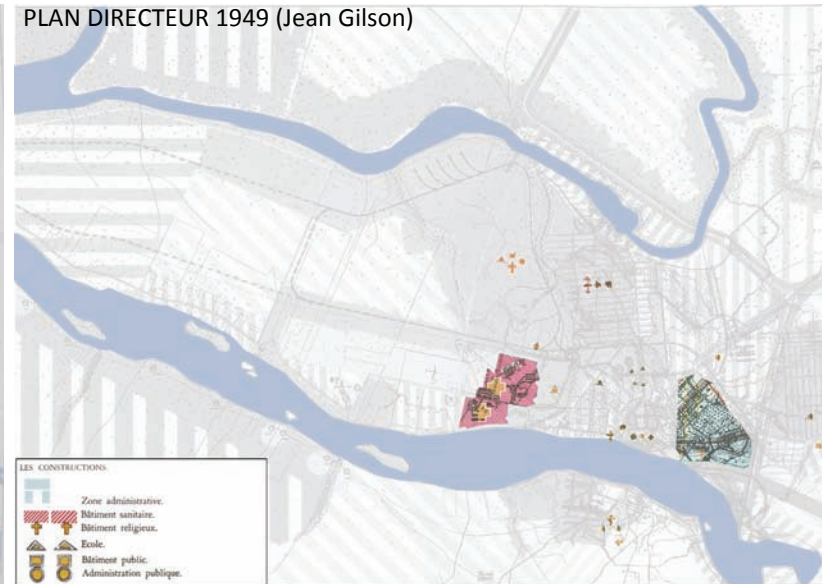 PLAN DIRECTEUR 1949 (Jean Gilson)
LES CONSTRUCTIONS
Zone administrative.
Bâtiment sanitaire.
Bâtiment religieux.
Ecole.
Bâtiment public.
Administration publique.